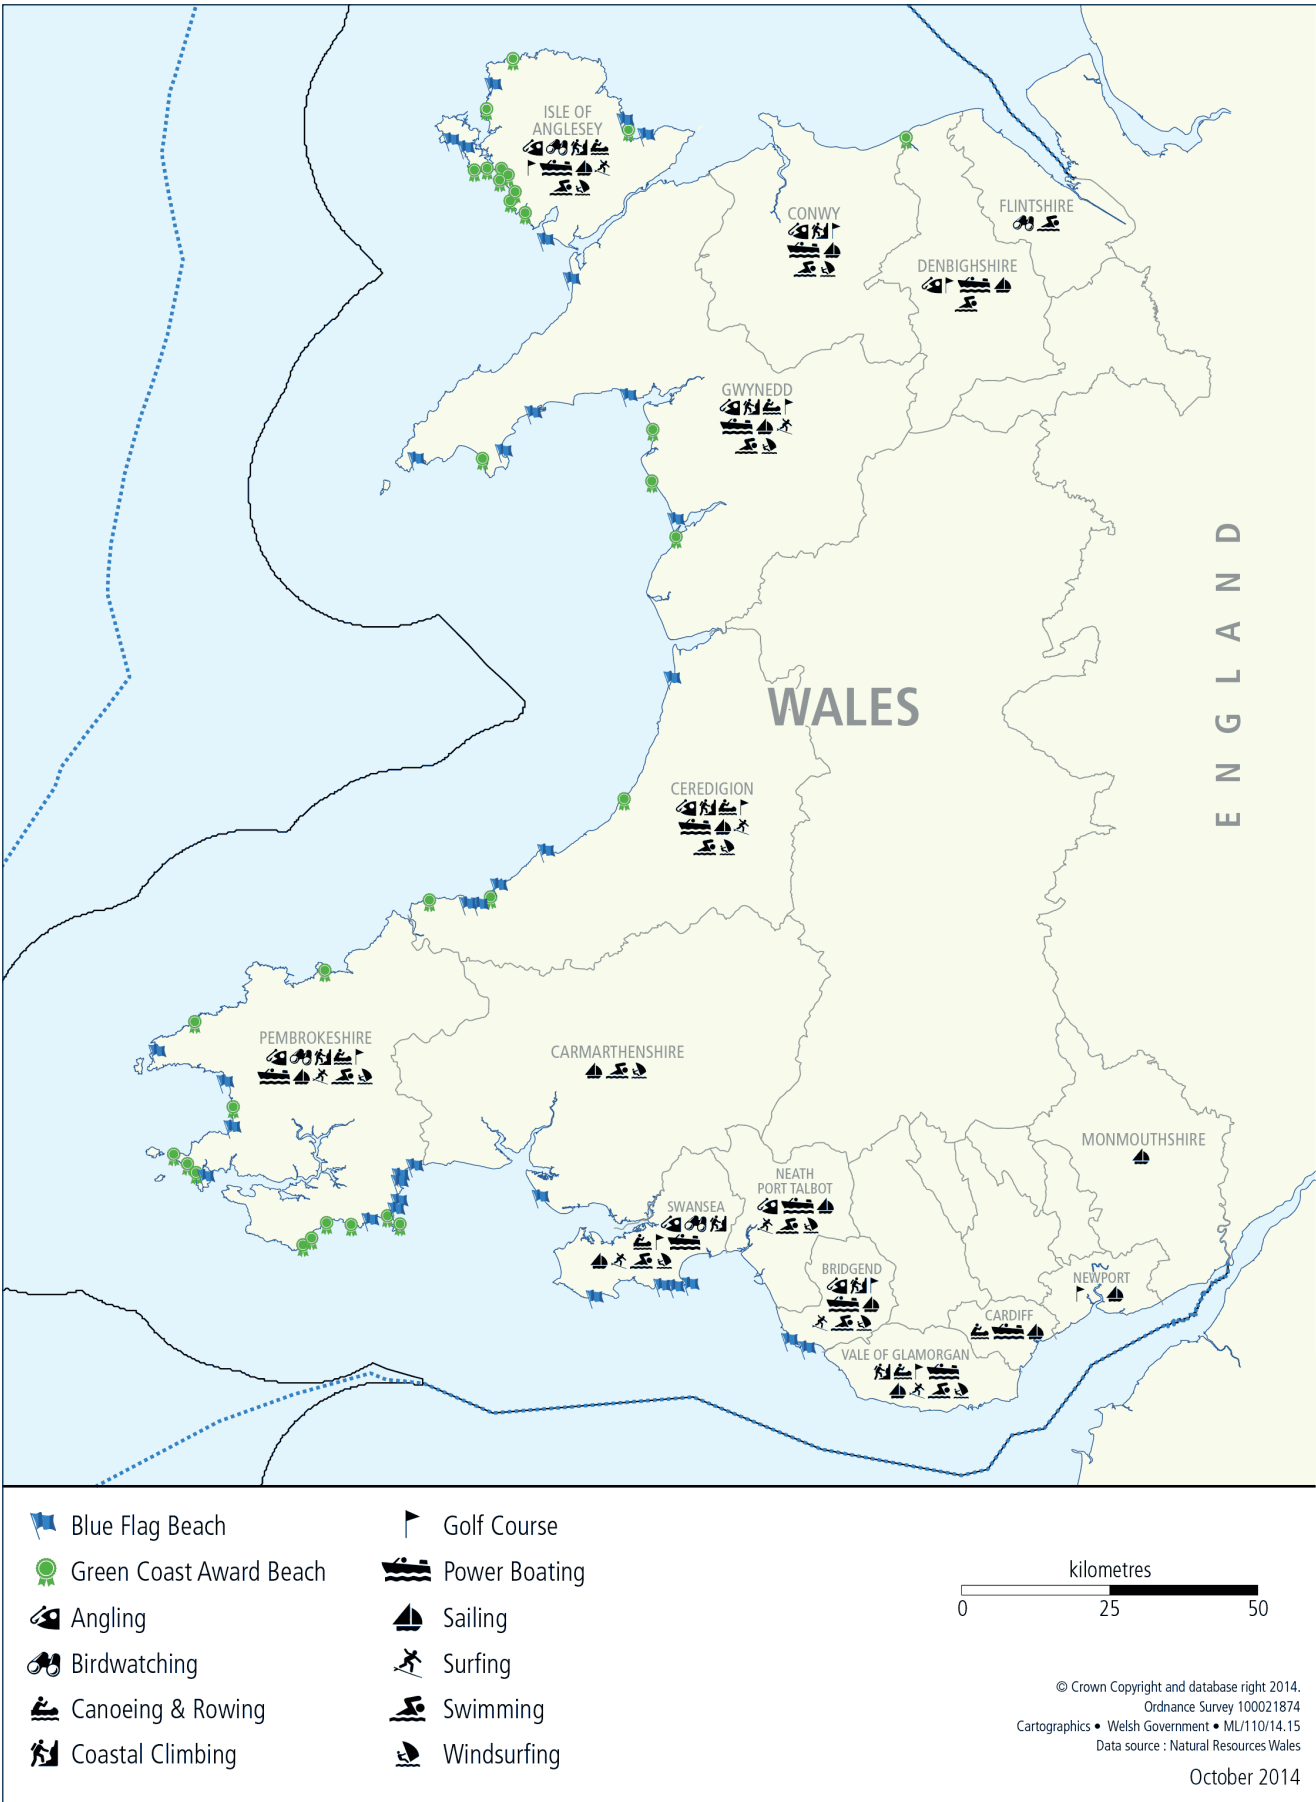 ISLE OF
ANGLESEY
CONWY
FLINTSHIRE
DENBIGHSHIRE
GWYNEDD
ENGLAND
WALES
CEREDIGION
PEMBROKESHIRE
CARMARTHENSHIRE
MONMOUTHSHIRE
NEATH
PORT TALBOT
SWANSEA
BRIDGEND
NEWPORT
CARDIFF
VALE OF GLAMORGAN
Blue Flag Beach
Green Coast Award Beach
Angling
Birdwatching
Canoeing & Rowing
Coastal Climbing
Golf Course
Power Boating
Sailing
Surfing
Swimming
Windsurfing
kilometres
0 25 50
© Crown Copyright and database right 2014.
Ordnance Survey 100021874
Cartographics • Welsh Government • ML/110/14.15
Data source : Natural Resources Wales
October 2014